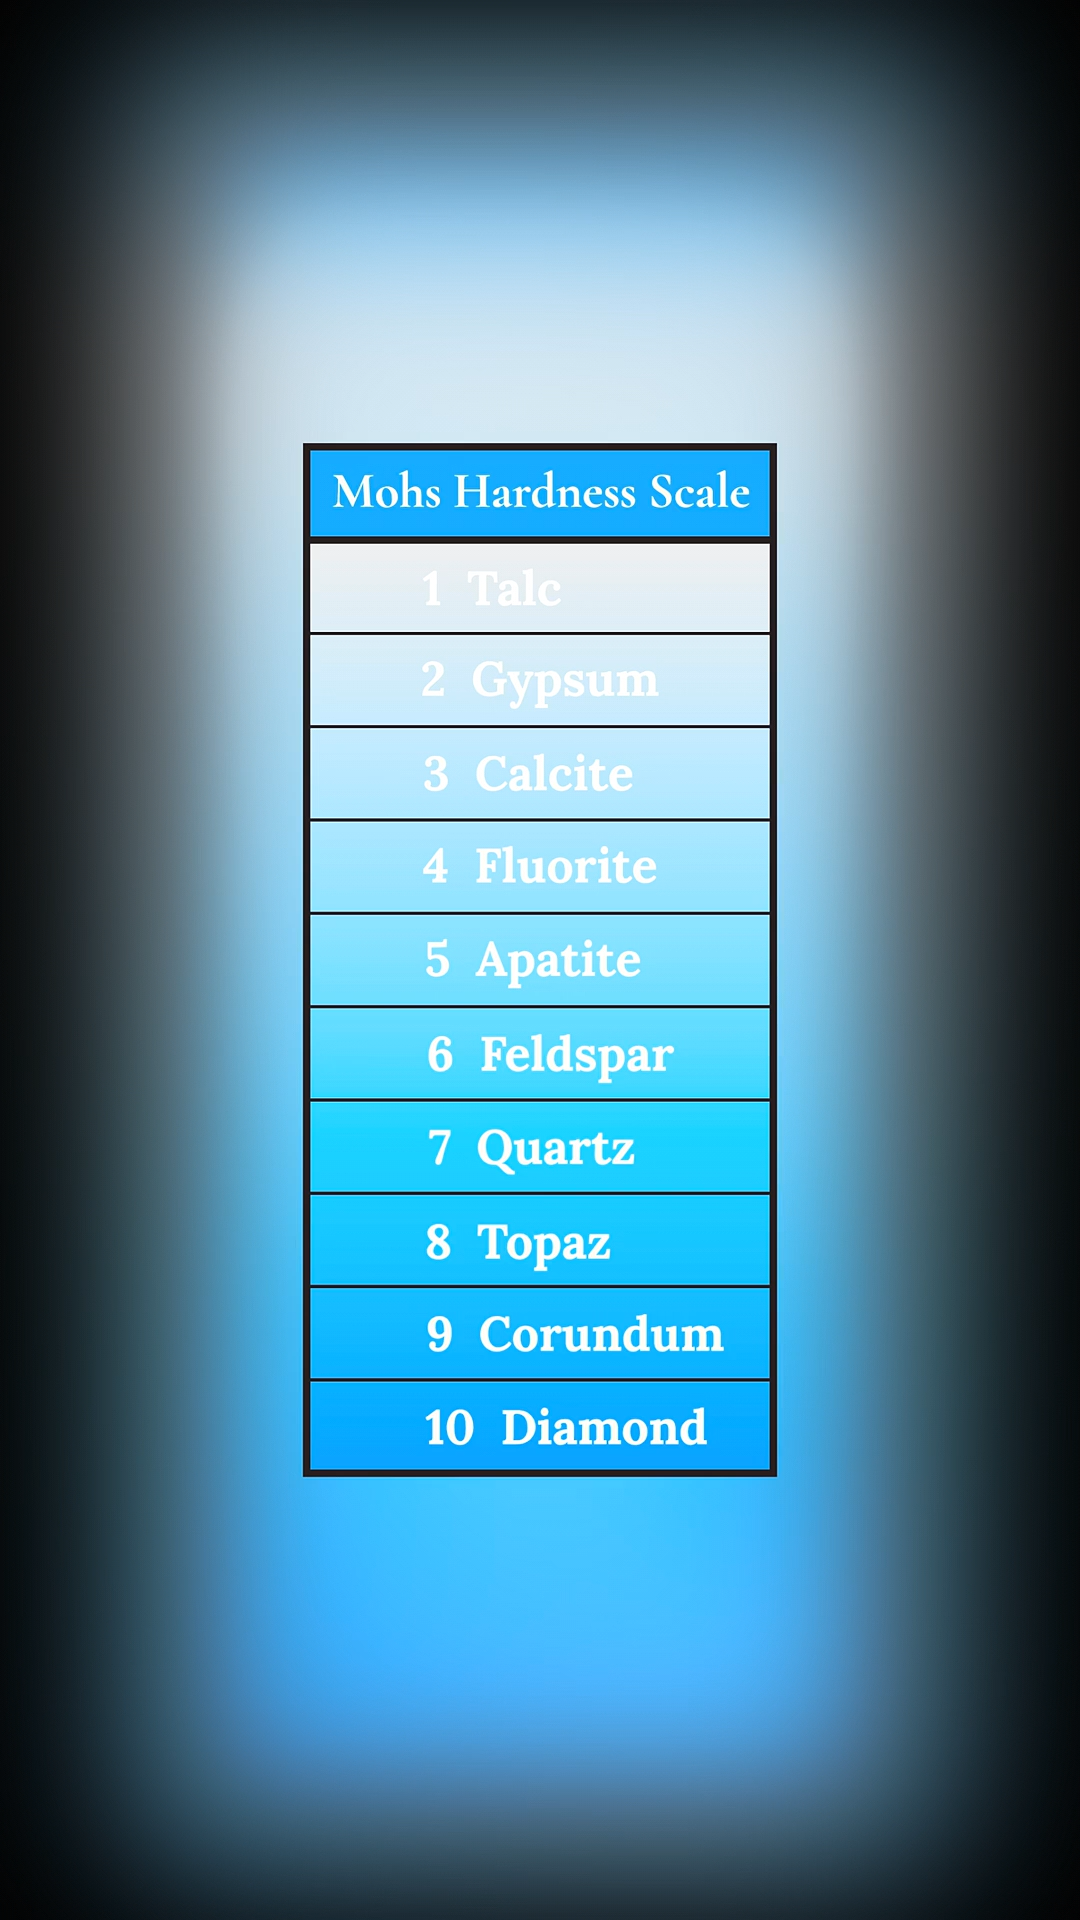 Mohs Hardness Scale
1 Talc
2 Gypsum
3 Calcite
4 Fluorite
5 Apatite
6 Feldspar
7 Quartz
8 Topaz
9 Corundum
10 Diamond